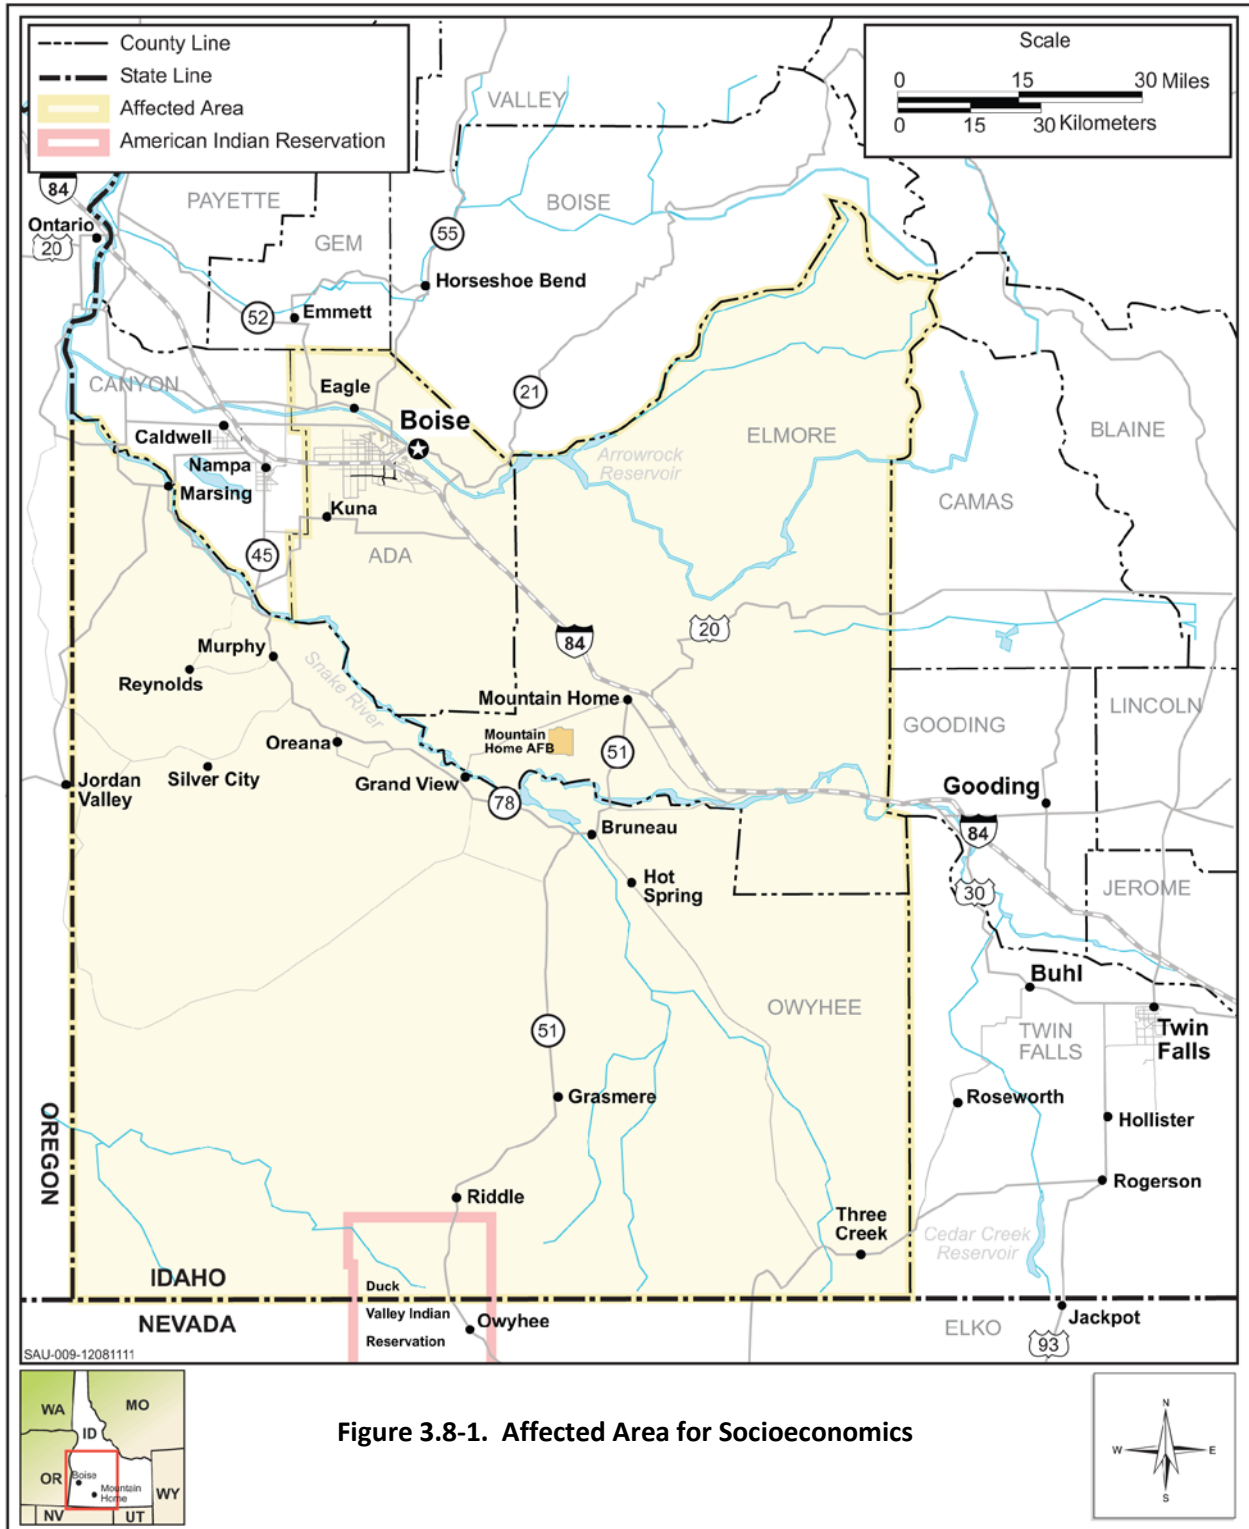 County Line
State Line
Affected Area
American Indian Reservation
Scale
0 15 30 Miles
0 15 30 Kilometers
VALLEY
84
PAYETTE
BOISE
Ontario
20
GEM
55
Horseshoe Bend
52
Emmett
CANYON
Eagle
21
Boise
ELMORE
BLAINE
Caldwell
Arrowrock
Reservoir
Nampa
Marsing
CAMAS
Kuna
45
ADA
84
20
Murphy
Reynolds
Snake River
Mountain Home
LINCOLN
GOODING
Oreana
Mountain
Home AFB
51
Jordan
Valley
Silver City
Grand View
Gooding
78
84
Bruneau
Hot
Spring
30
JEROME
Buhl
OWYHEE
51
TWIN
FALLS
Twin
Falls
Grasmere
Roseworth
Hollister
OREGON
Rogerson
Riddle
Three
Creek
Cedar Creek
Reservoir
IDAHO
Duck
Valley Indian
Reservation
NEVADA
Owyhee
ELKO
Jackpot
93
SAU-009-12081111
WA
MO
ID
OR
Boise
Mountain
Home
WY
NV
UT
Figure 3.8-1. Affected Area for Socioeconomics
N
W E
S